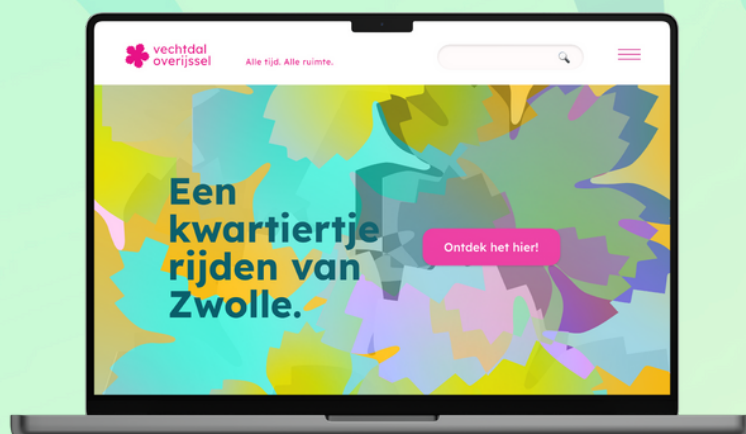 vechtdal
overijssel
Alle tijd. Alle ruimte.
Een
kwartiertje
rijden van
Zwolle.
Ontdek het hier!